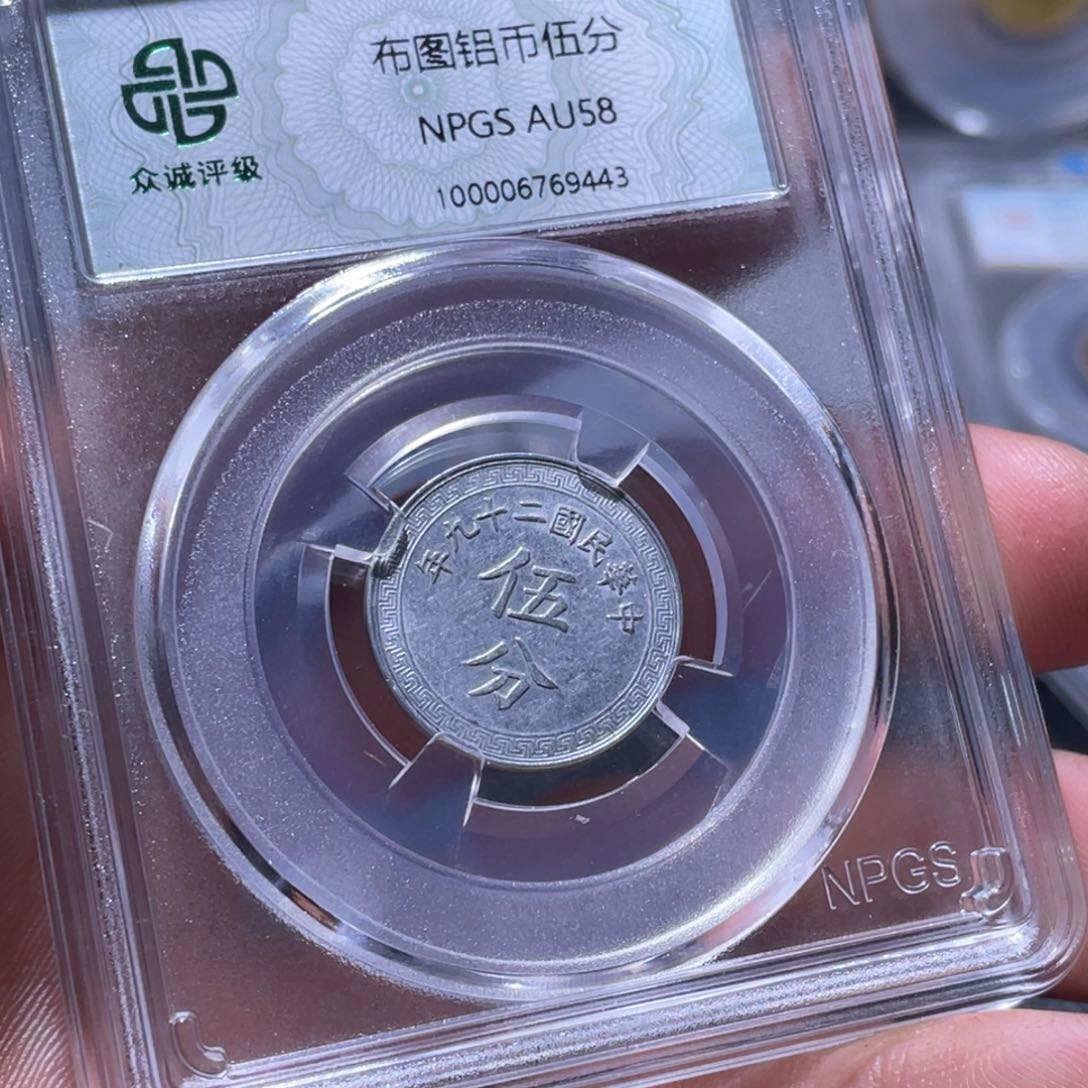 布图铝币伍分
NPGS AU58
众诚评级
100006769443
中華民國二十九年
伍
分
NPGS